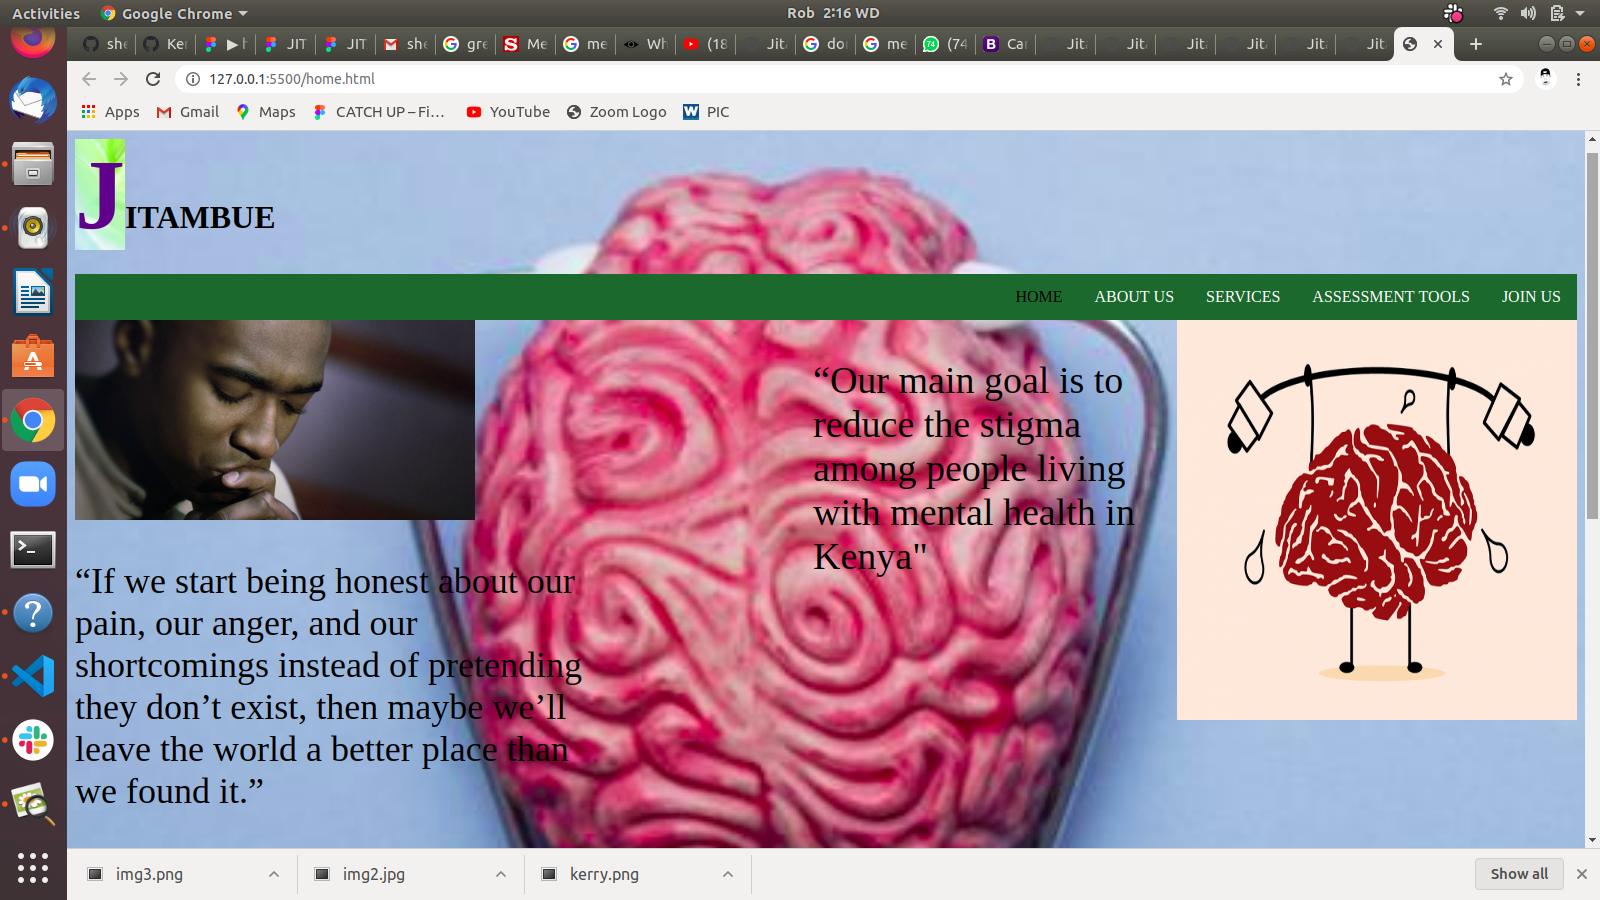 Activities
Google Chrome
Rob 2:16 WD
she
Ker
▶ h
JIT
JIT
she
gre
Me
me
Wh
(18
Jit
do
me
(74
Ca
Jit
Jit
Jit
Jit
Jit
Jit
127.0.0.1:5500/home.html
Apps
Gmail
Maps
CATCH UP – Fi...
YouTube
Zoom Logo
PIC
JITAMBUE
HOME
ABOUT US
SERVICES
ASSESSMENT TOOLS
JOIN US
“Our main goal is to
reduce the stigma
among people living
with mental health in
Kenya"
“If we start being honest about our
pain, our anger, and our
shortcomings instead of pretending
they don’t exist, then maybe we’ll
leave the world a better place than
we found it.”
img3.png
img2.jpg
kerry.png
Show all